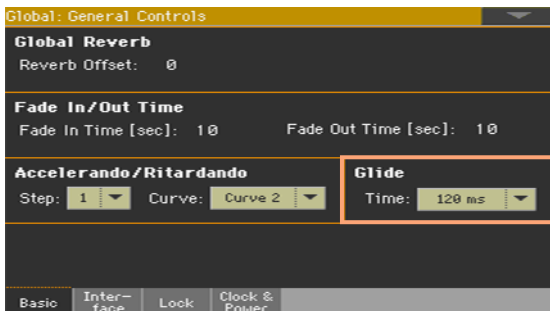 Global: General Controls
Global Reverb
Reverb Offset: 0
Fade In/Out Time
Fade In Time [sec]: 10 Fade Out Time [sec]: 10
Accelerando/Ritardando Glide
Step: 1 Curve: Curve 2 Time: 120 ms
Basic Inter-face Lock Clock & Power